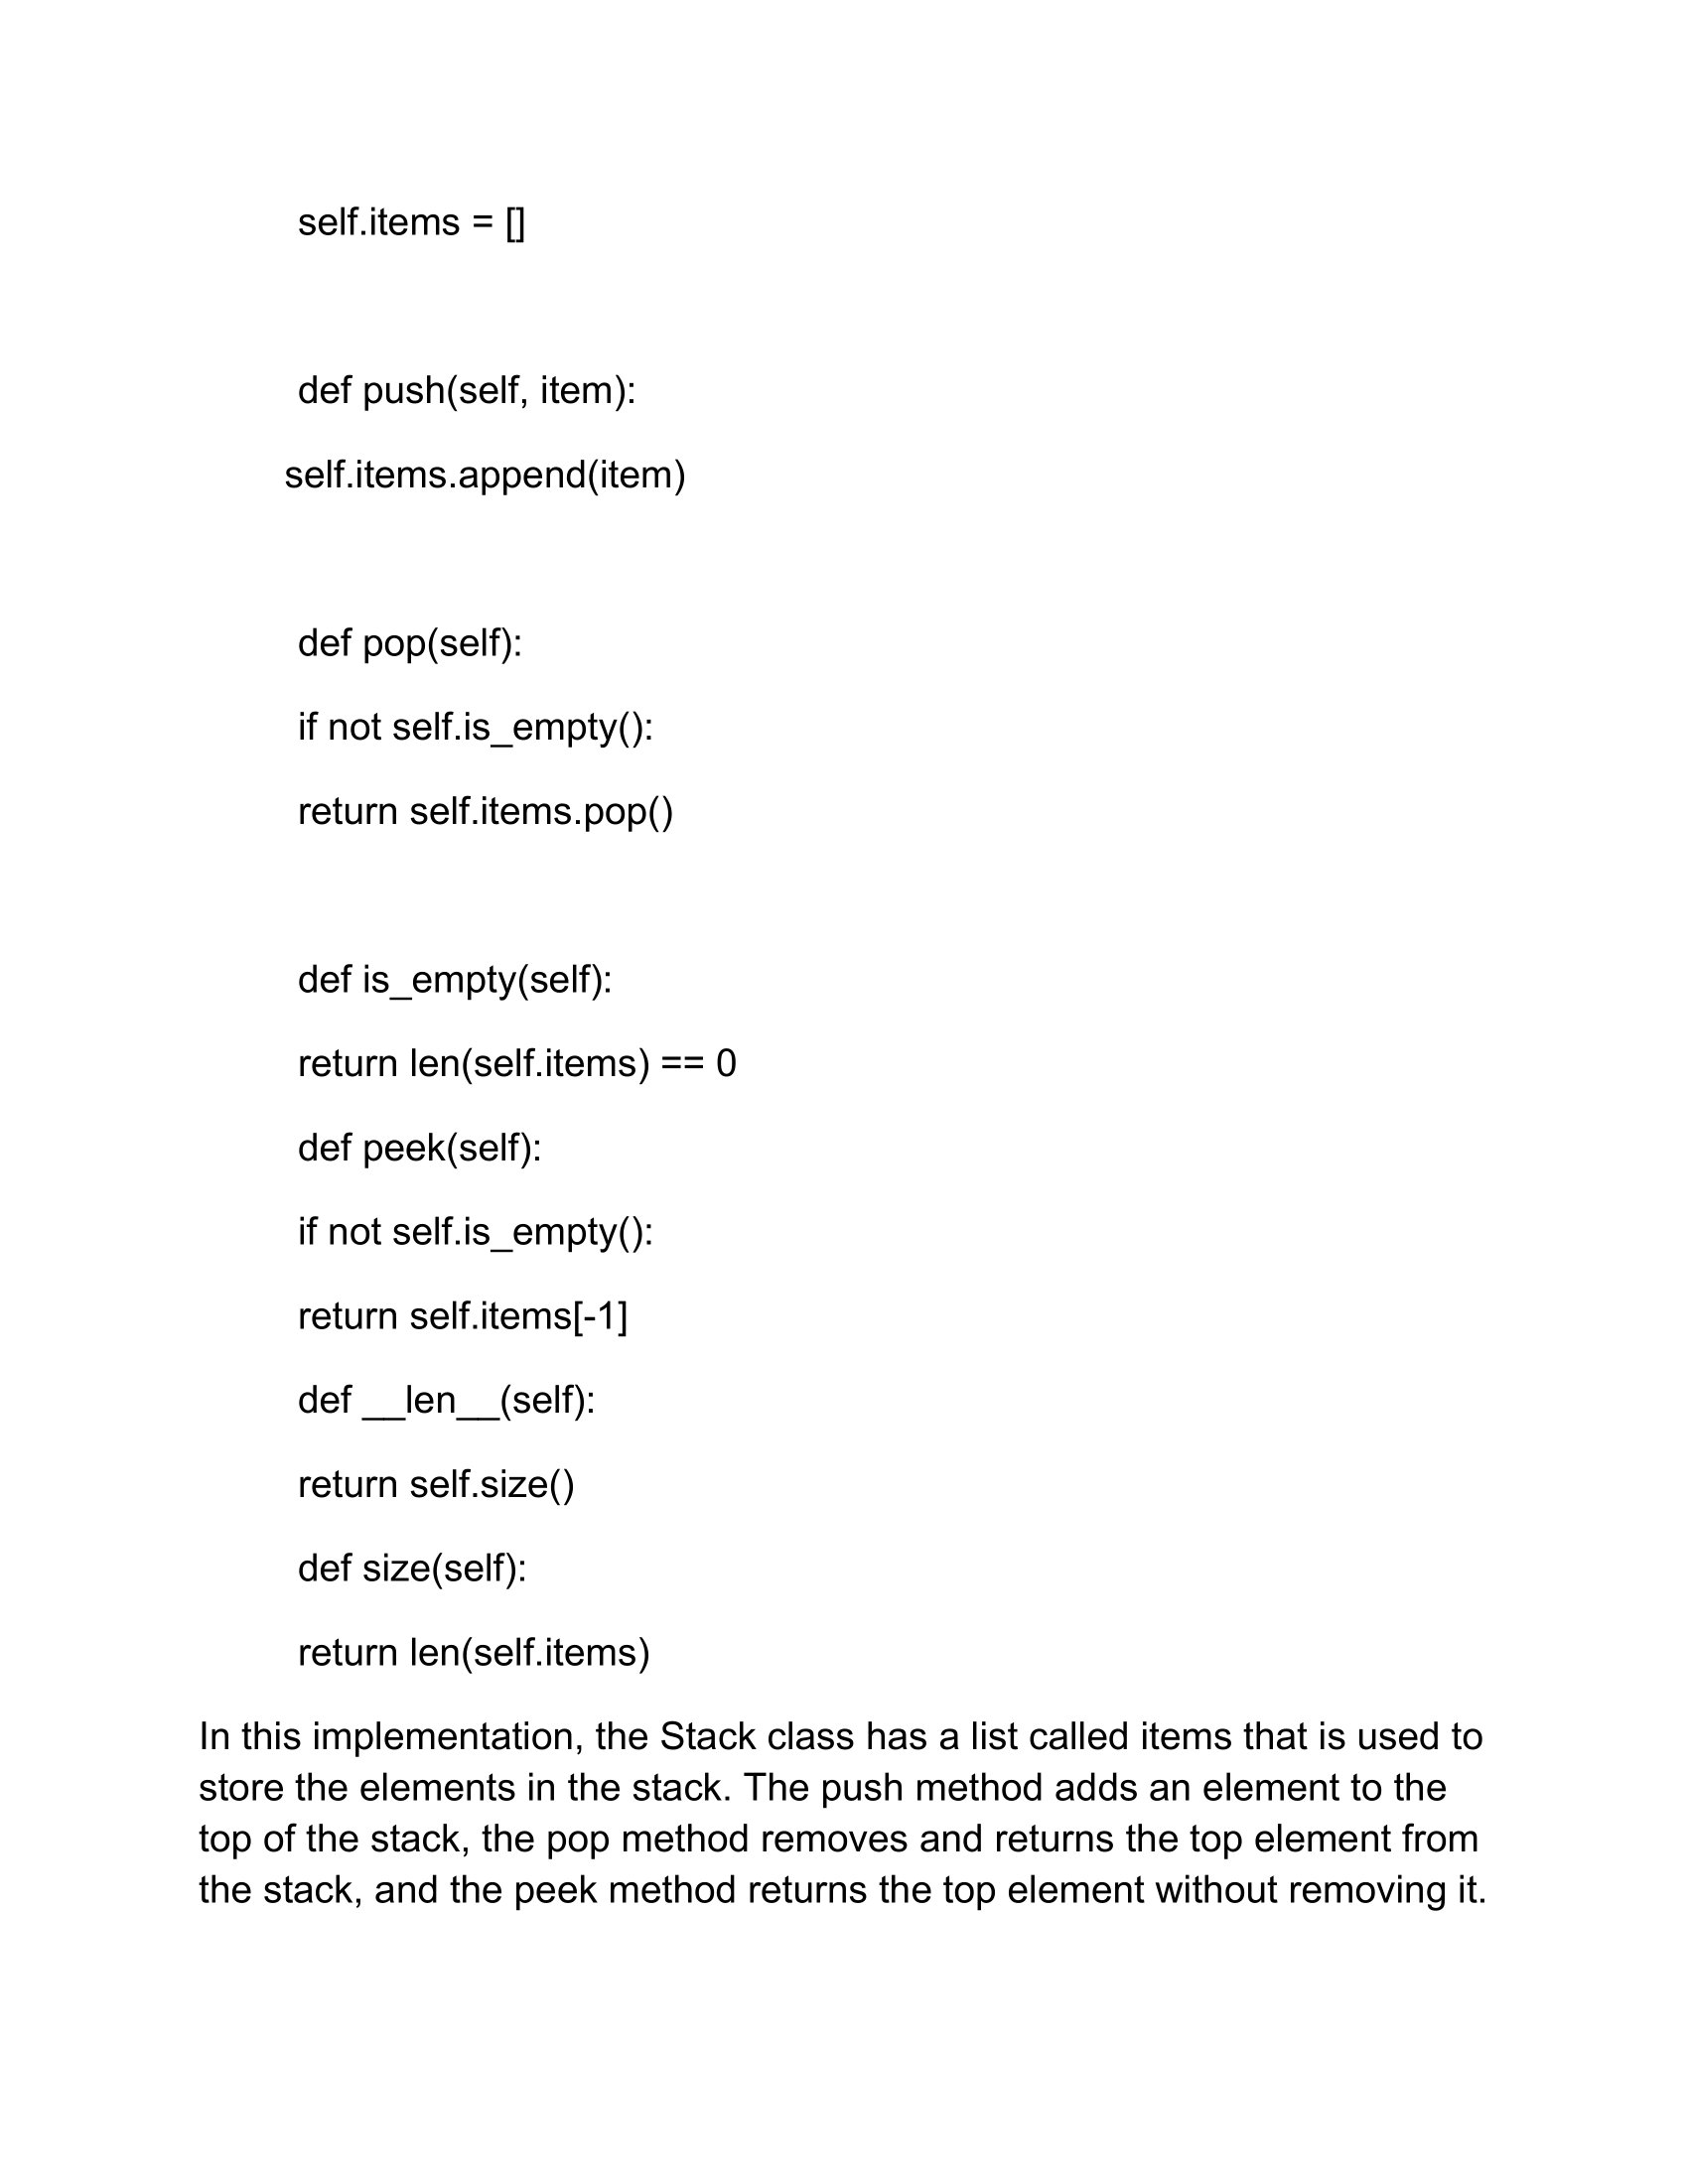 self.items = []
def push(self, item):
self.items.append(item)
def pop(self):
if not self.is_empty():
return self.items.pop()
def is_empty(self):
return len(self.items) == 0
def peek(self):
if not self.is_empty():
return self.items[-1]
def __len__(self):
return self.size()
def size(self):
return len(self.items)
In this implementation, the Stack class has a list called items that is used to
store the elements in the stack. The push method adds an element to the
top of the stack, the pop method removes and returns the top element from
the stack, and the peek method returns the top element without removing it.